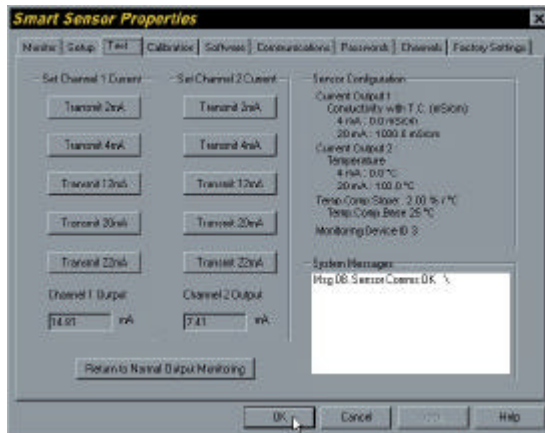 Smart Sensor Properties
Monitor Setup Test Calibration Software Communications Passwords Channels Factory Settings
Set Channel 1 Current
Transmit 2mA
Transmit 4mA
Transmit 12mA
Transmit 20mA
Transmit 22mA
Channel 1 Output
14.91 mA
Set Channel 2 Current
Transmit 2mA
Transmit 4mA
Transmit 12mA
Transmit 20mA
Transmit 22mA
Channel 2 Output
7.41 mA
Return to Normal Output Monitoring
Sensor Configuration
Current Output 1
Conductivity with T.C. (mS/cm)
4 mA : 0.0 mS/cm
20 mA : 1000.0 mS/cm
Current Output 2
Temperature
4 mA : 0.0 °C
20 mA : 100.0 °C
Temp.Comp.Slope: 2.00 % / °C
Temp.Comp.Base 25 °C
Monitoring Device ID 3
System Messages
Msg 08: Sensor Comms OK \
OK Cancel Help